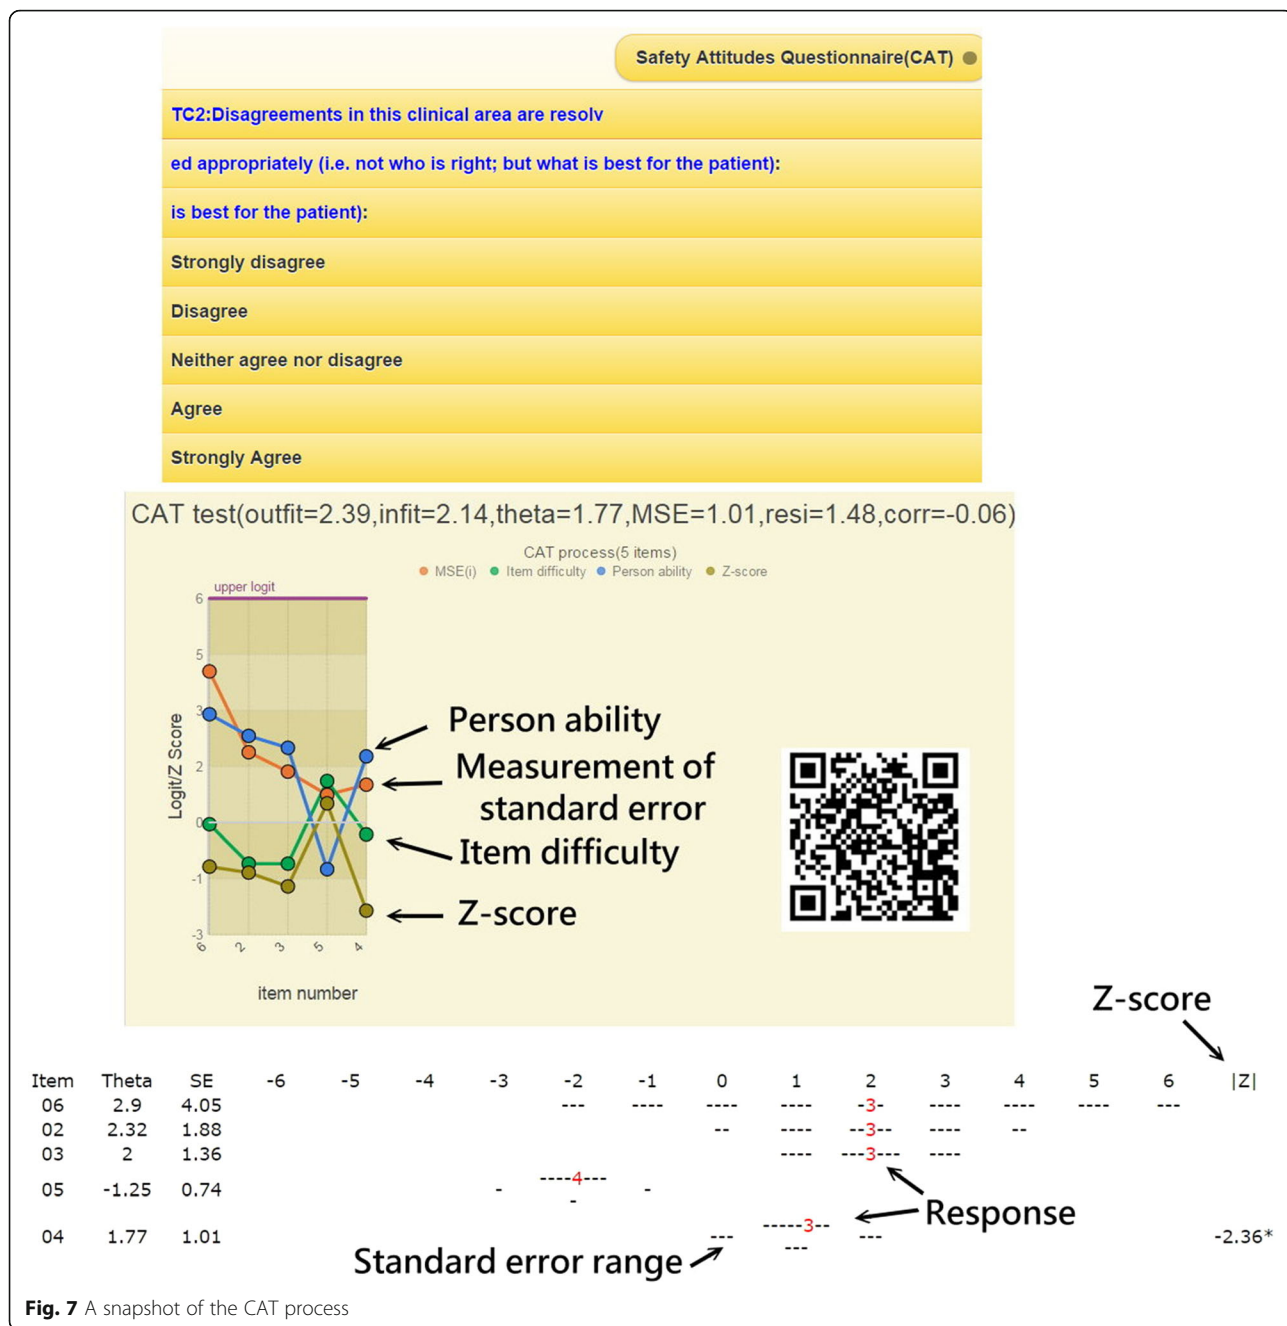 Safety Attitudes Questionnaire(CAT)
TC2:Disagreements in this clinical area are resolv
ed appropriately (i.e. not who is right; but what is best for the patient):
is best for the patient):
Strongly disagree
Disagree
Neither agree nor disagree
Agree
Strongly Agree
CAT test(outfit=2.39,infit=2.14,theta=1.77,MSE=1.01,resi=1.48,corr=-0.06)
CAT process(5 items)
MSE(i) Item difficulty Person ability Z-score
upper logit
6
5
3
2
0
-1
-3
Logit/Z Score
6 2 3 5 4
item number
Person ability
Measurement of
standard error
Item difficulty
Z-score
Z-score
Item Theta SE -6 -5 -4 -3 -2 -1 0 1 2 3 4 5 6 |Z|
06 2.9 4.05 --- ---- ---- ---- -3- ---- ---- ---- ---
02 2.32 1.88 -- ---- --3-- ---- --
03 2 1.36 ---- ---3---- ----
05 -1.25 0.74 - ----4--- - -
04 1.77 1.01 --- -----3-- --- --- -2.36*
Response
Standard error range
Fig. 7 A snapshot of the CAT process